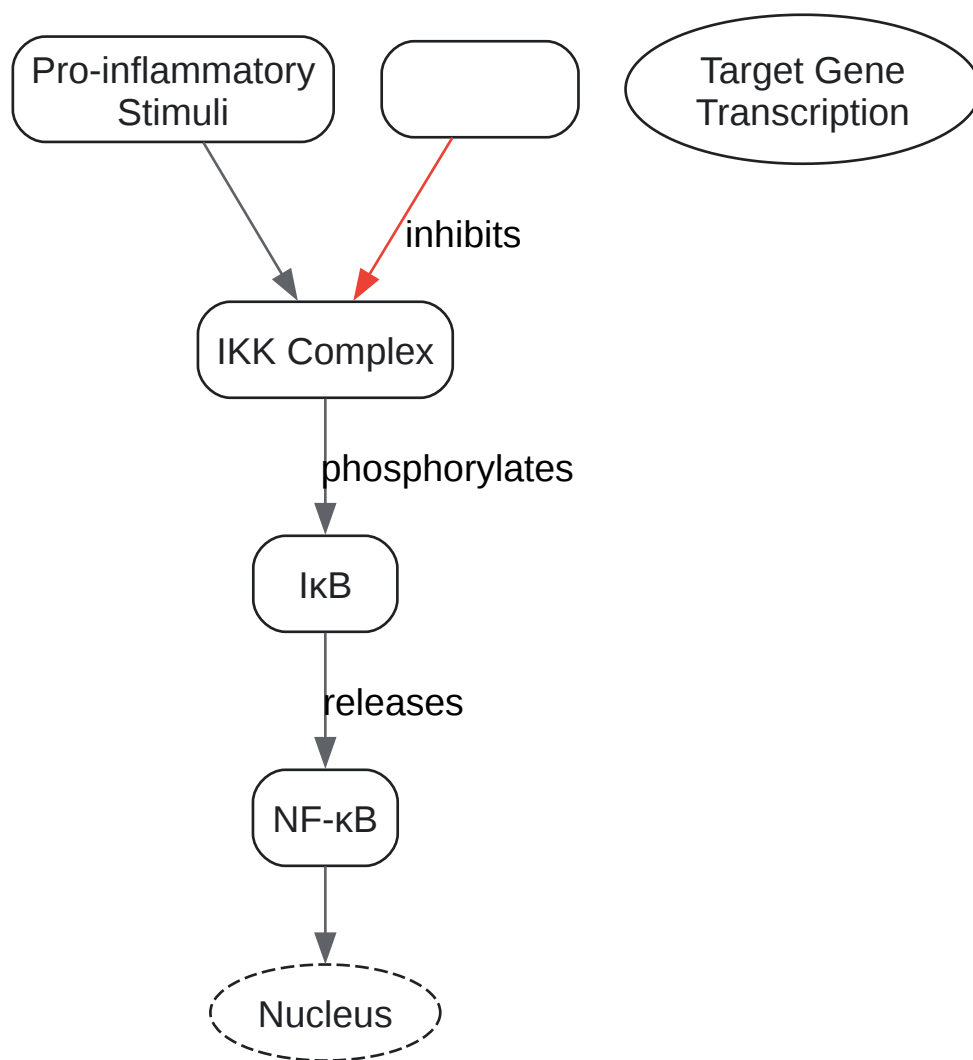 Pro-inflammatory
Stimuli
Target Gene
Transcription
inhibits
IKK Complex
phosphorylates
IκB
releases
NF-κB
Nucleus